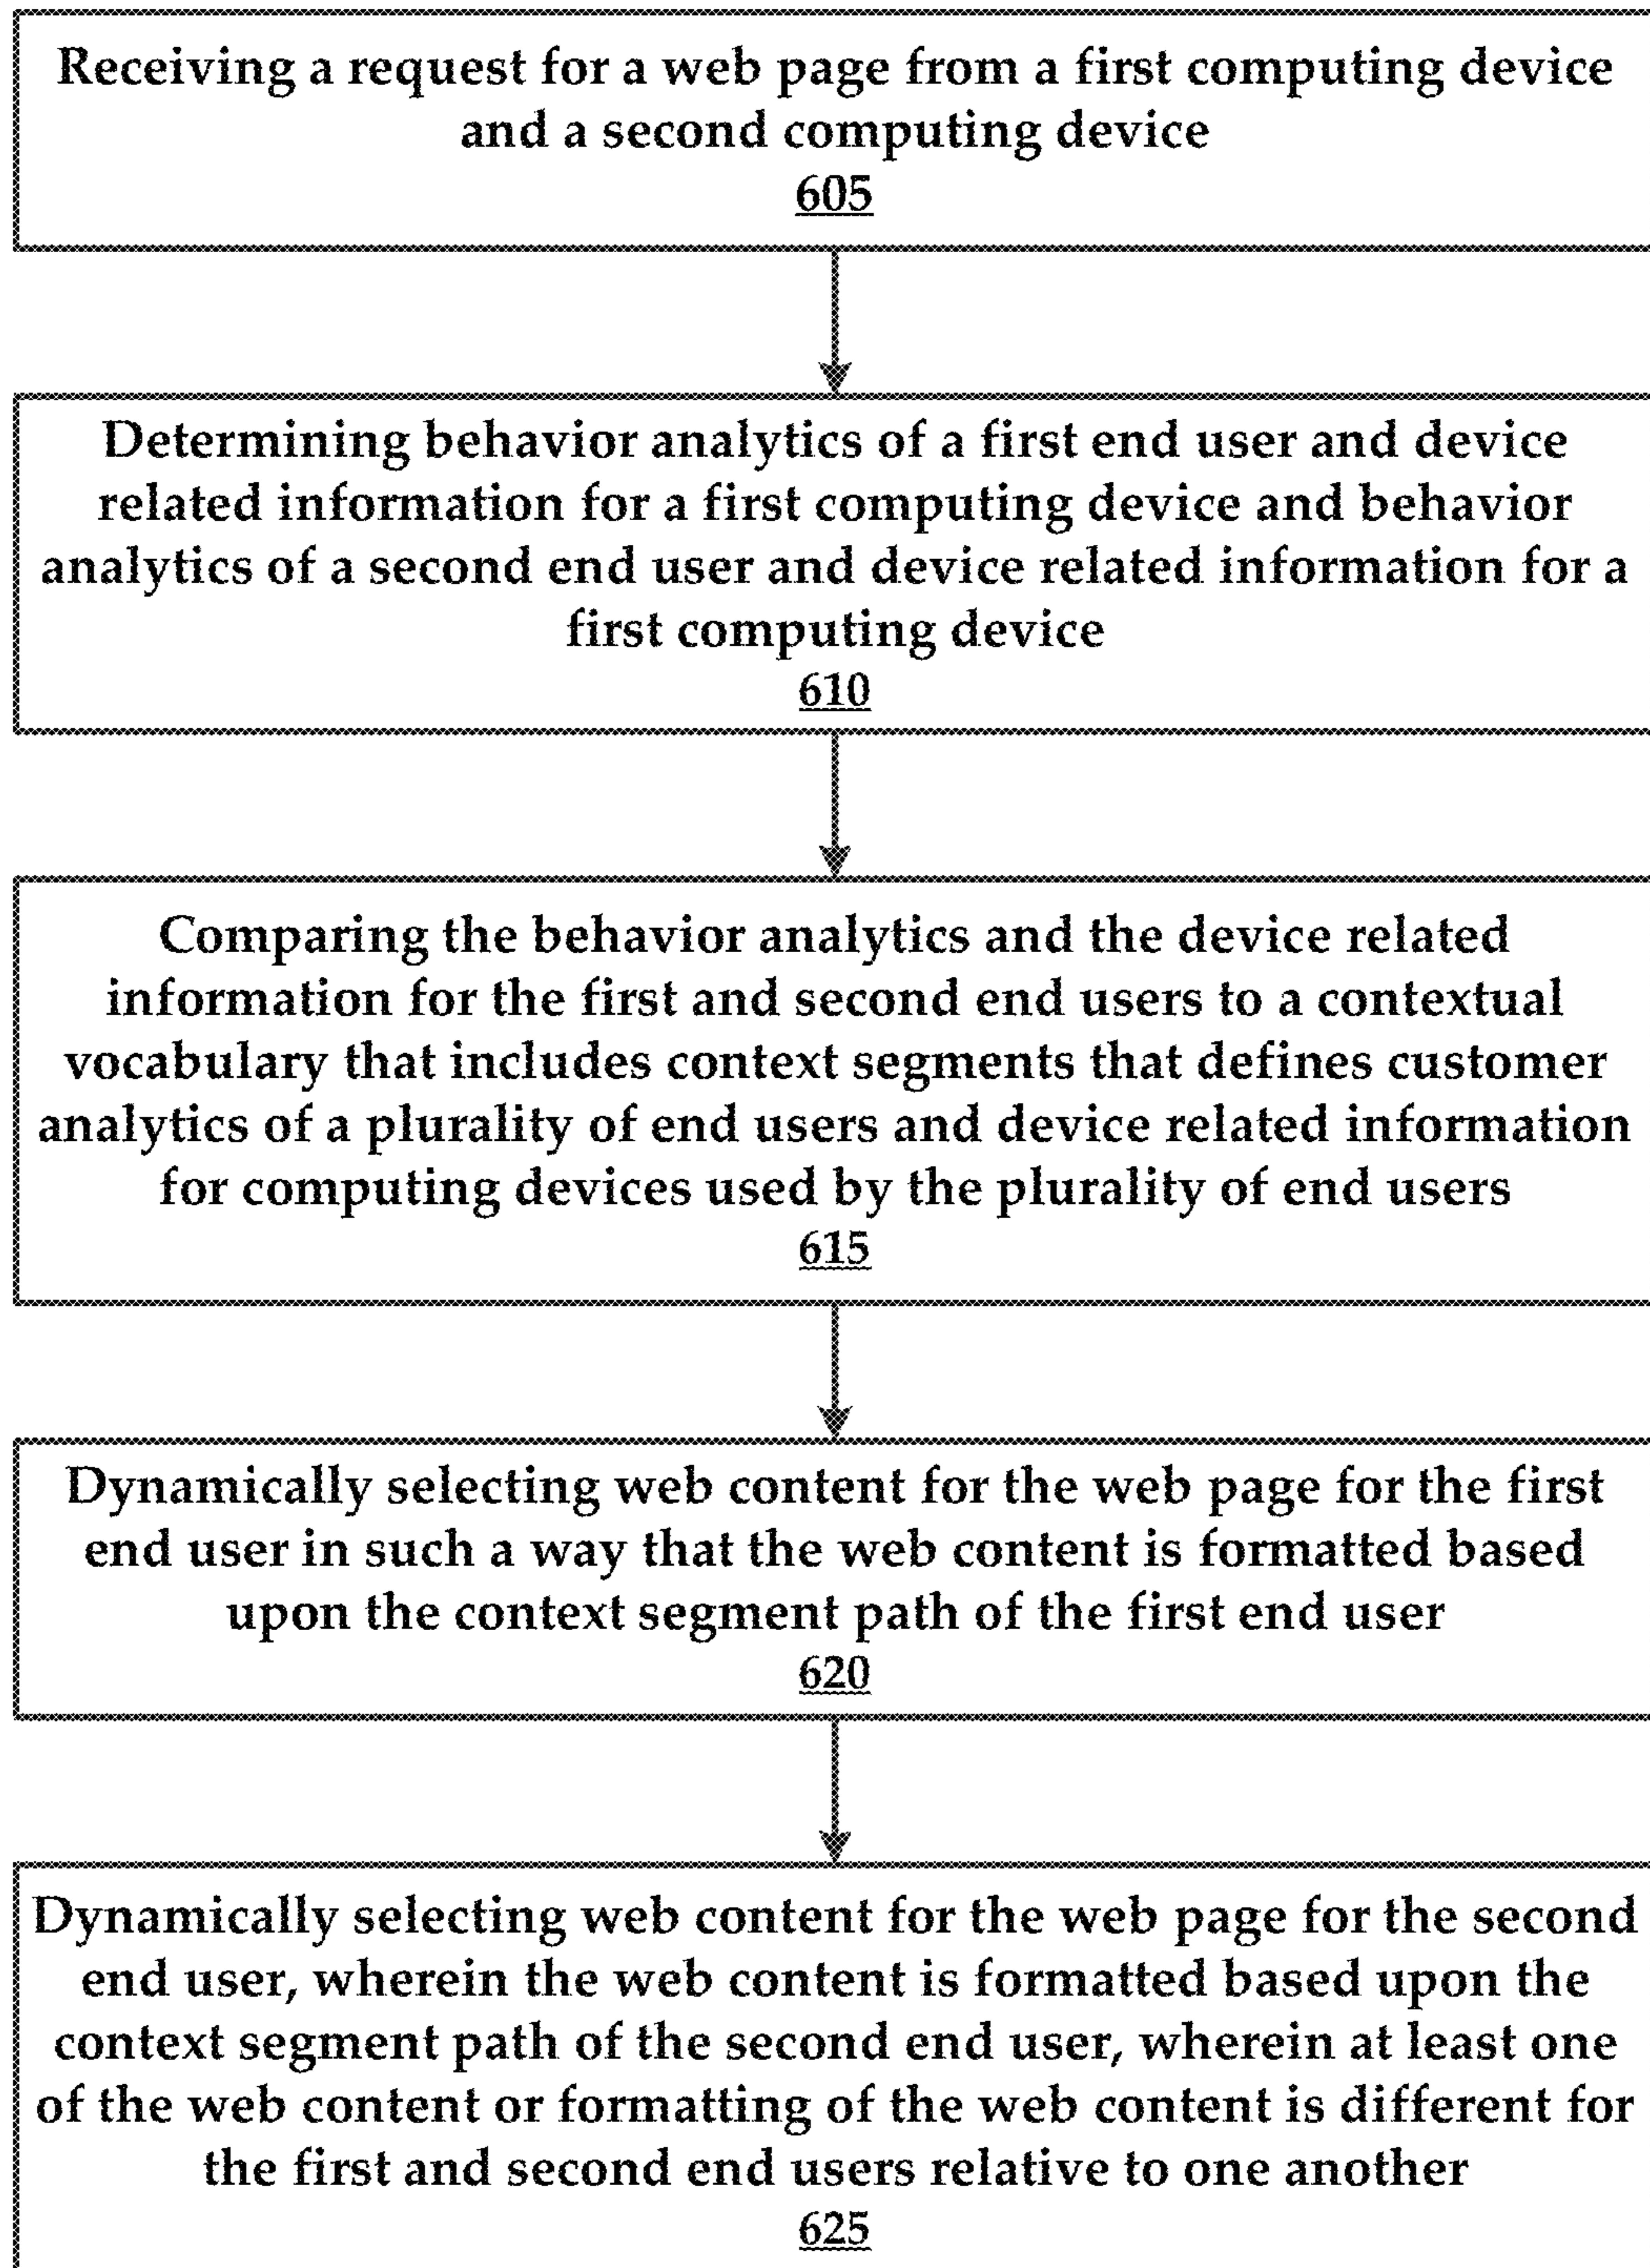 Receiving a request for a web page from a first computing device
and a second computing device
605
Determining behavior analytics of a first end user and device
related information for a first computing device and behavior
analytics of a second end user and device related information for a
first computing device
610
Comparing the behavior analytics and the device related
information for the first and second end users to a contextual
vocabulary that includes context segments that defines customer
analytics of a plurality of end users and device related information
for computing devices used by the plurality of end users
615
Dynamically selecting web content for the web page for the first
end user in such a way that the web content is formatted based
upon the context segment path of the first end user
620
Dynamically selecting web content for the web page for the second
end user, wherein the web content is formatted based upon the
context segment path of the second end user, wherein at least one
of the web content or formatting of the web content is different for
the first and second end users relative to one another
625